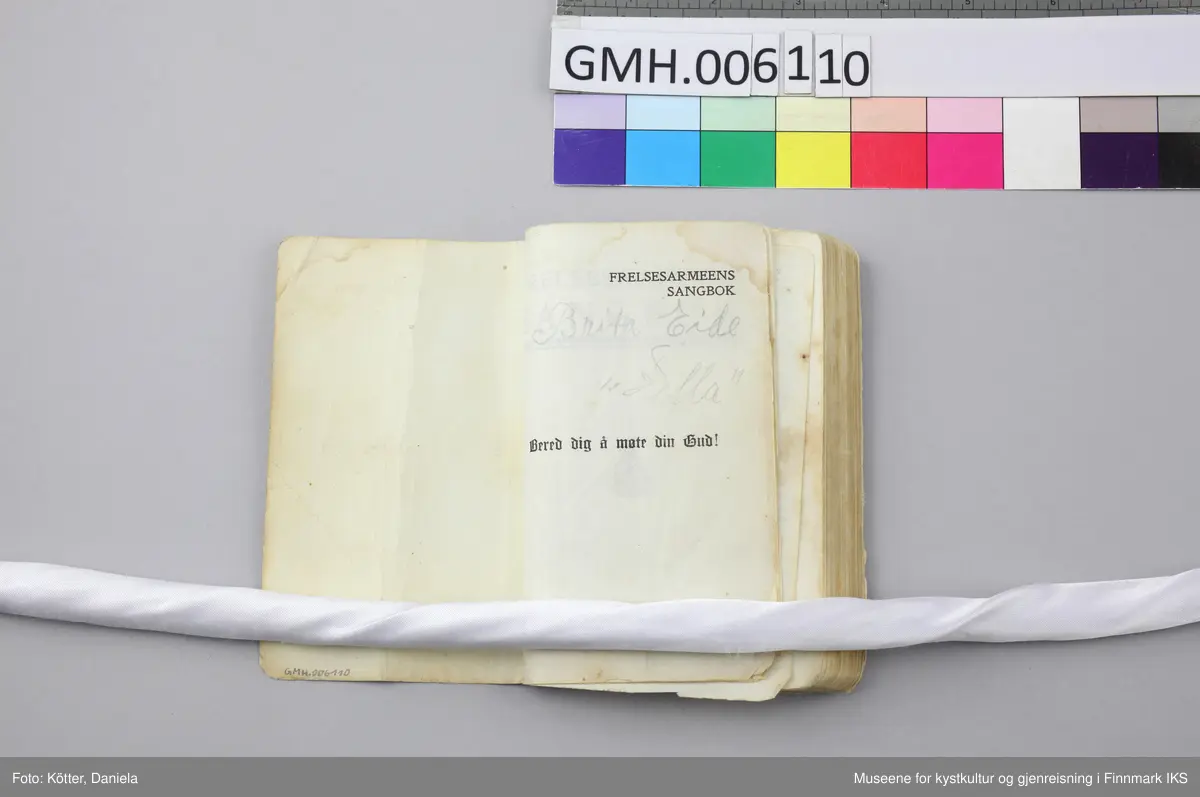 GMH.006110
FRELSESARMEENS
SANGBOK
Brita Eide
Bered dig å møte din Gud!
GMH.006110
Foto: Kötter, Daniela
Museene for kystkultur og gjenreisning i Finnmark IKS